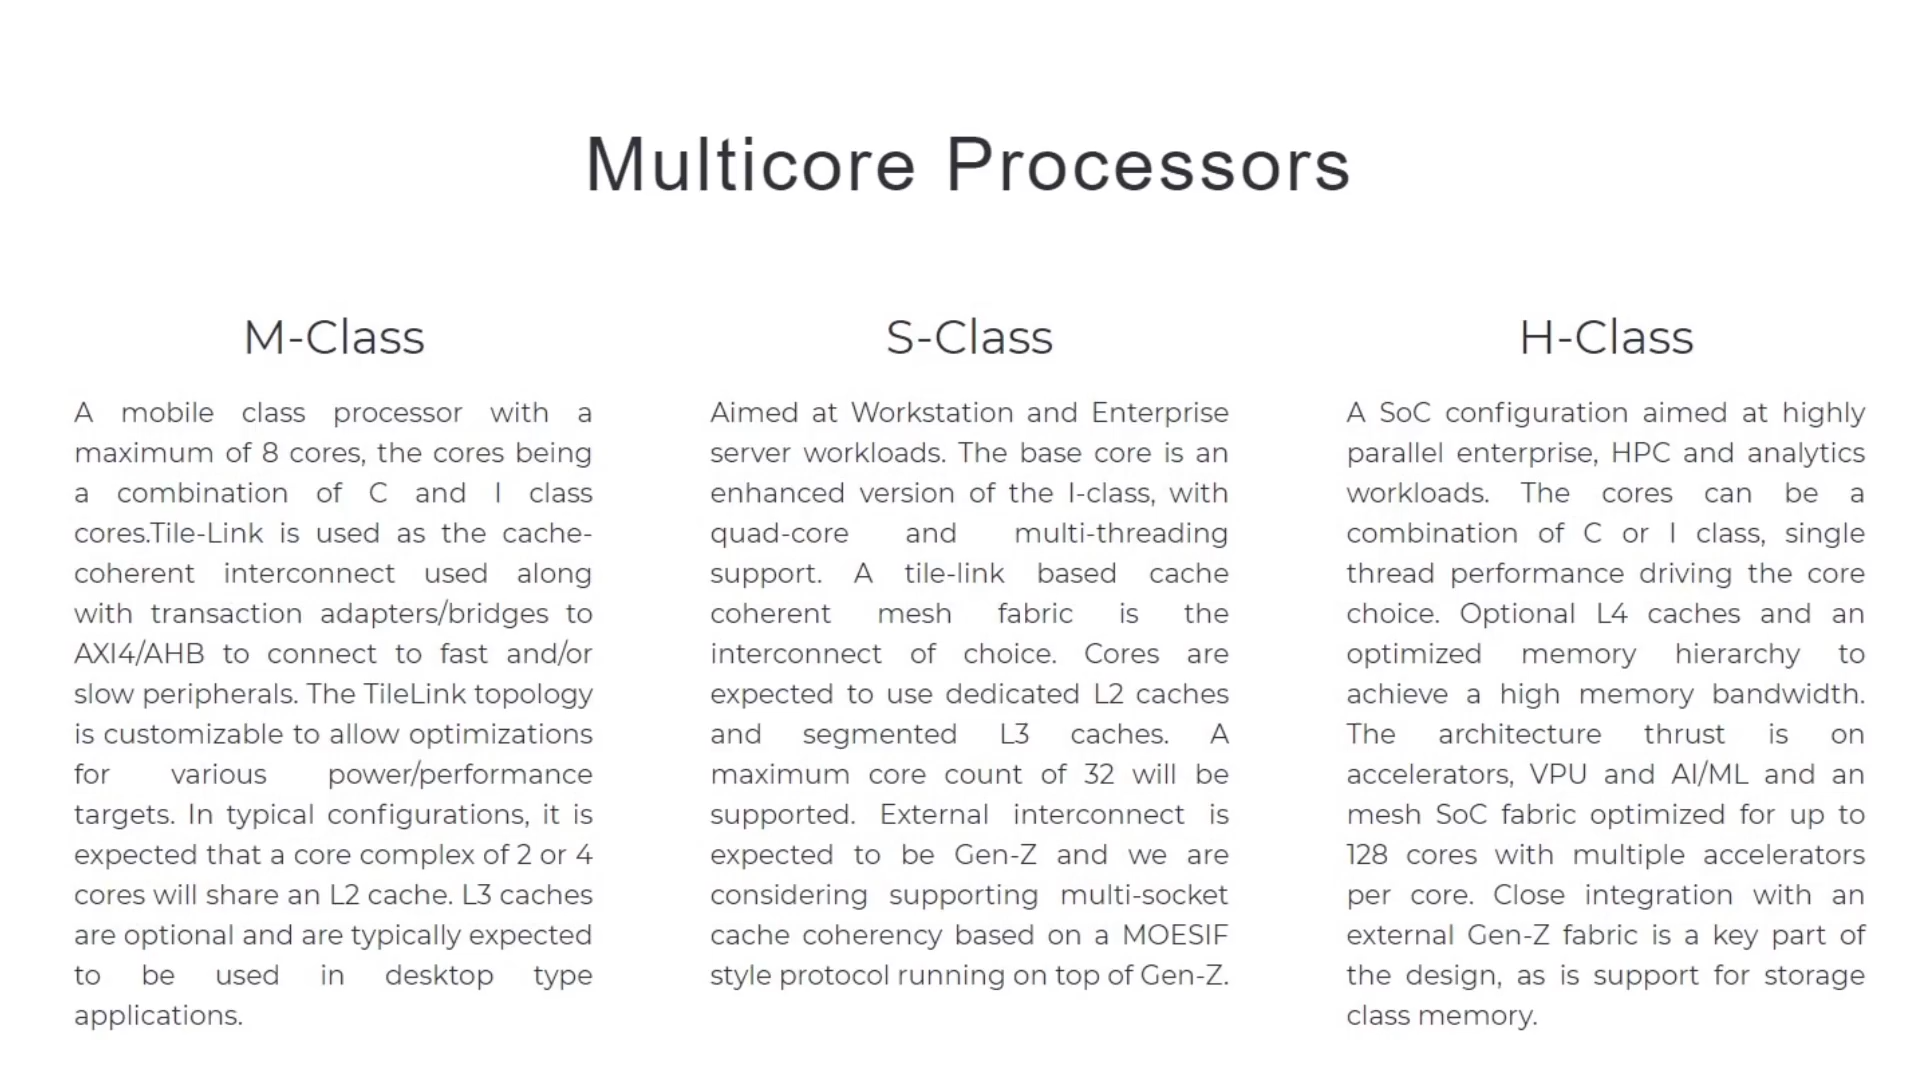 Multicore Processors
M-Class
A mobile class processor with a
maximum of 8 cores, the cores being
a combination of C and I class
cores.Tile-Link is used as the cache-
coherent interconnect used along
with transaction adapters/bridges to
AXI4/AHB to connect to fast and/or
slow peripherals. The TileLink topology
is customizable to allow optimizations
for various power/performance
targets. In typical configurations, it is
expected that a core complex of 2 or 4
cores will share an L2 cache. L3 caches
are optional and are typically expected
to be used in desktop type
applications.
S-Class
Aimed at Workstation and Enterprise
server workloads. The base core is an
enhanced version of the I-class, with
quad-core and multi-threading
support. A tile-link based cache
coherent mesh fabric is the
interconnect of choice. Cores are
expected to use dedicated L2 caches
and segmented L3 caches. A
maximum core count of 32 will be
supported. External interconnect is
expected to be Gen-Z and we are
considering supporting multi-socket
cache coherency based on a MOESIF
style protocol running on top of Gen-Z.
H-Class
A SoC configuration aimed at highly
parallel enterprise, HPC and analytics
workloads. The cores can be a
combination of C or I class, single
thread performance driving the core
choice. Optional L4 caches and an
optimized memory hierarchy to
achieve a high memory bandwidth.
The architecture thrust is on
accelerators, VPU and AI/ML and an
mesh SoC fabric optimized for up to
128 cores with multiple accelerators
per core. Close integration with an
external Gen-Z fabric is a key part of
the design, as is support for storage
class memory.